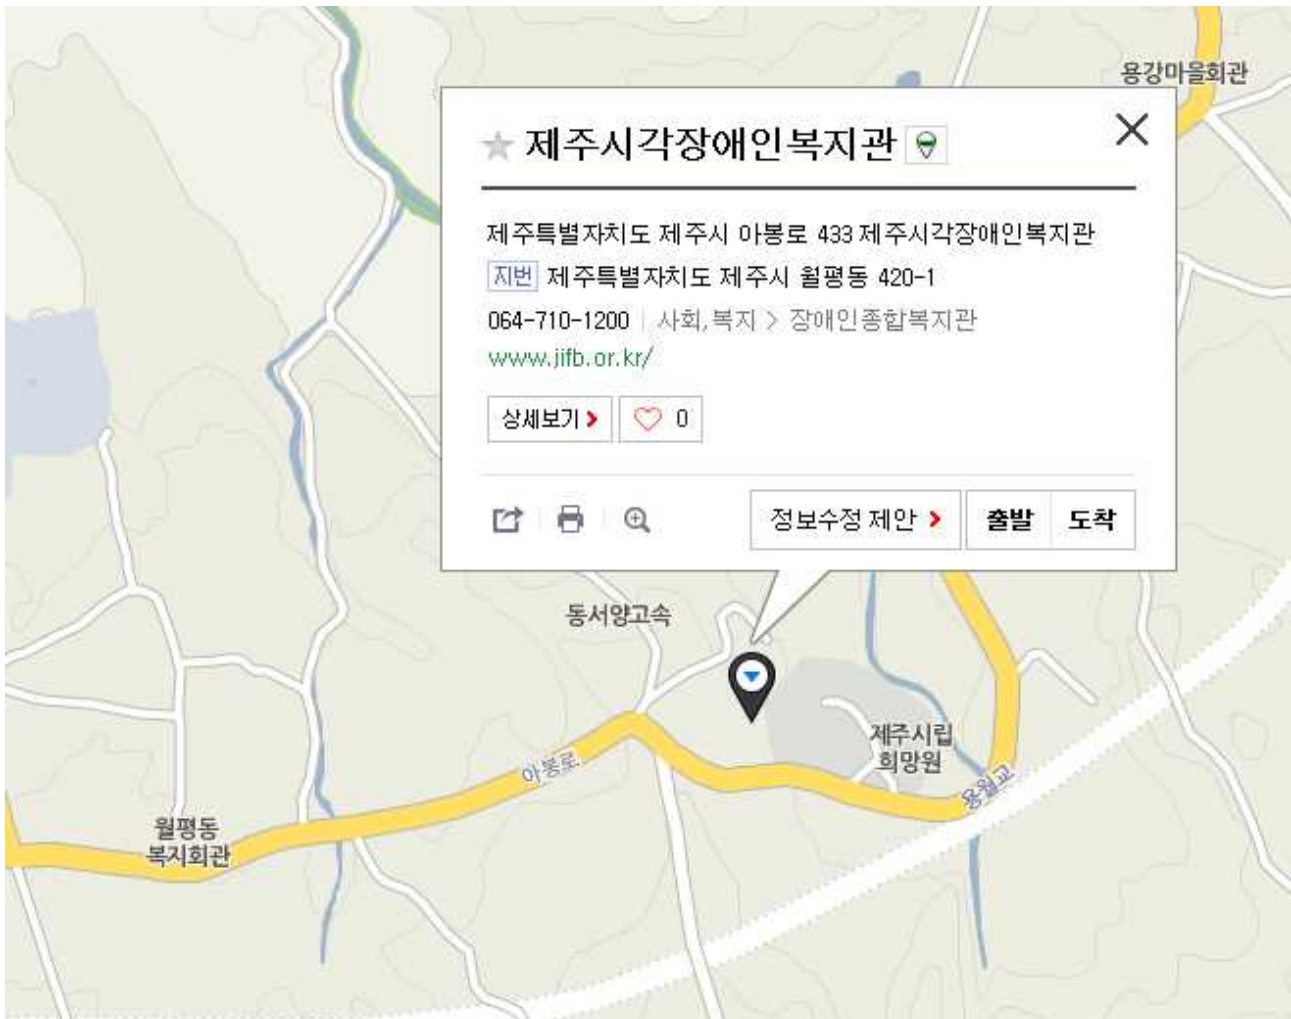 용강마을회관
제주시각장애인복지관
제주특별자치도 제주시 아봉로 433 제주시각장애인복지관
지번 제주특별자치도 제주시 월평동 420-1
064-710-1200 | 사회,복지 > 장애인종합복지관
www.jifb.or.kr/
상세보기 > 0
정보수정 제안 > 출발 도착
동서양고속
제주시립
희망원
아봉로
용월교
월평동
복지회관